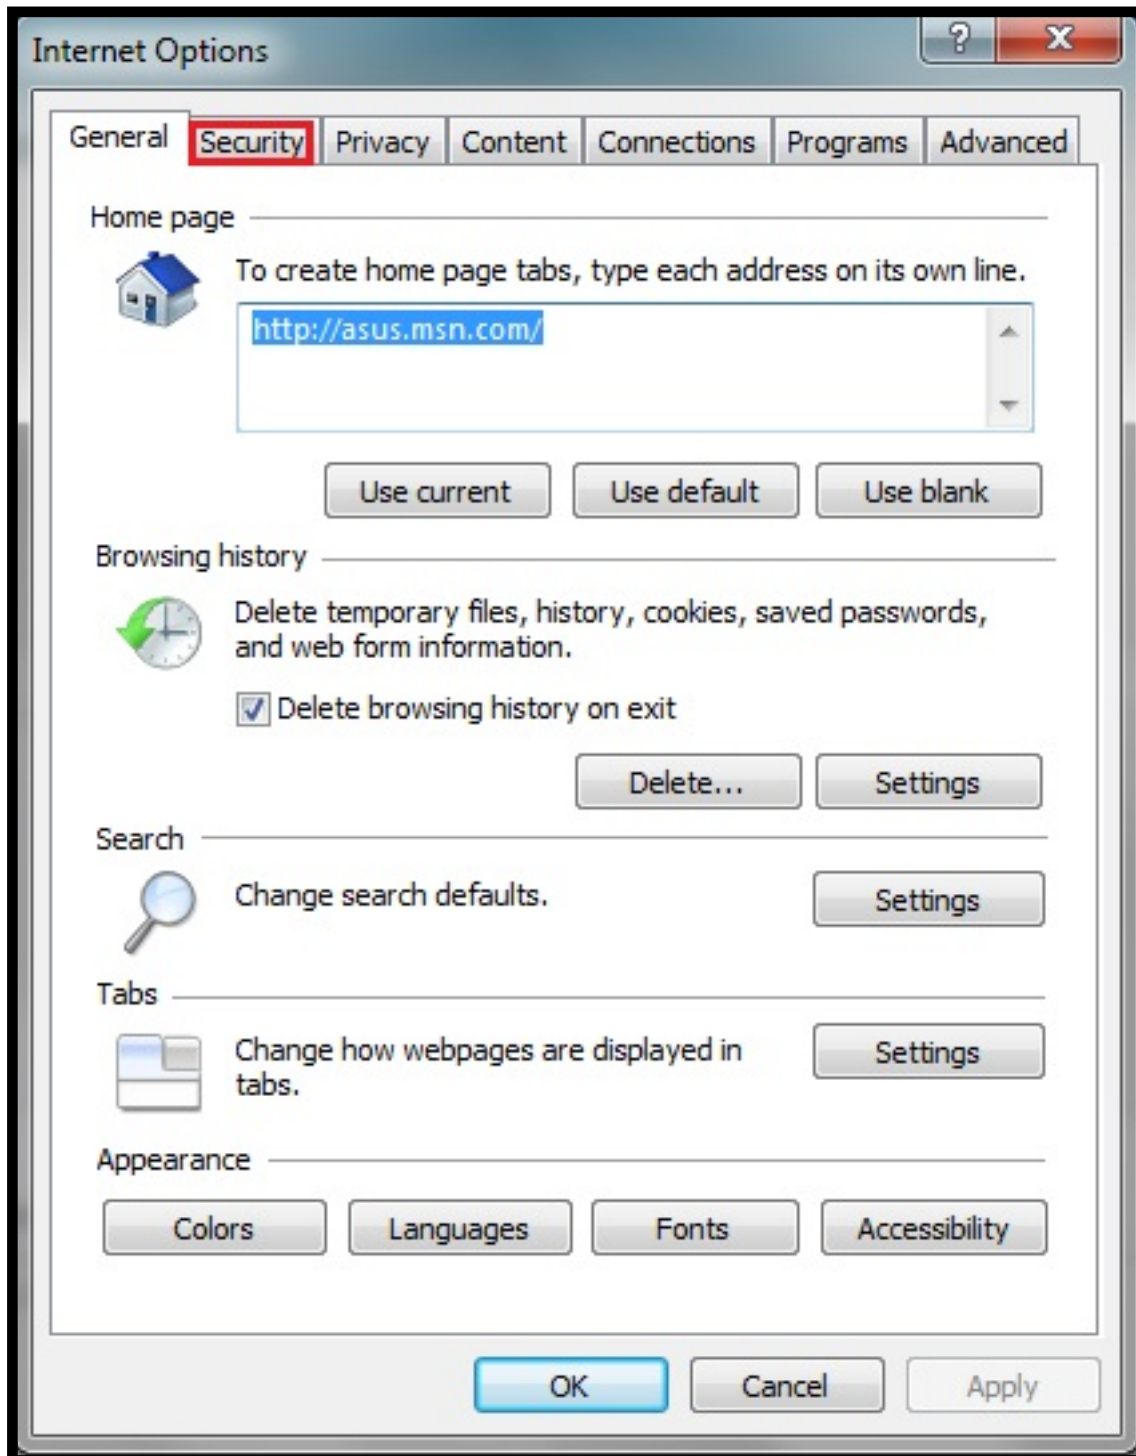 Internet Options
?
General Security Privacy Content Connections Programs Advanced
Home page
To create home page tabs, type each address on its own line.
http://asus.msn.com/
Use current Use default Use blank
Browsing history
Delete temporary files, history, cookies, saved passwords,
and web form information.
Delete browsing history on exit
Delete... Settings
Search
Change search defaults. Settings
Tabs
Change how webpages are displayed in Settings
tabs.
Appearance
Colors Languages Fonts Accessibility
OK Cancel Apply